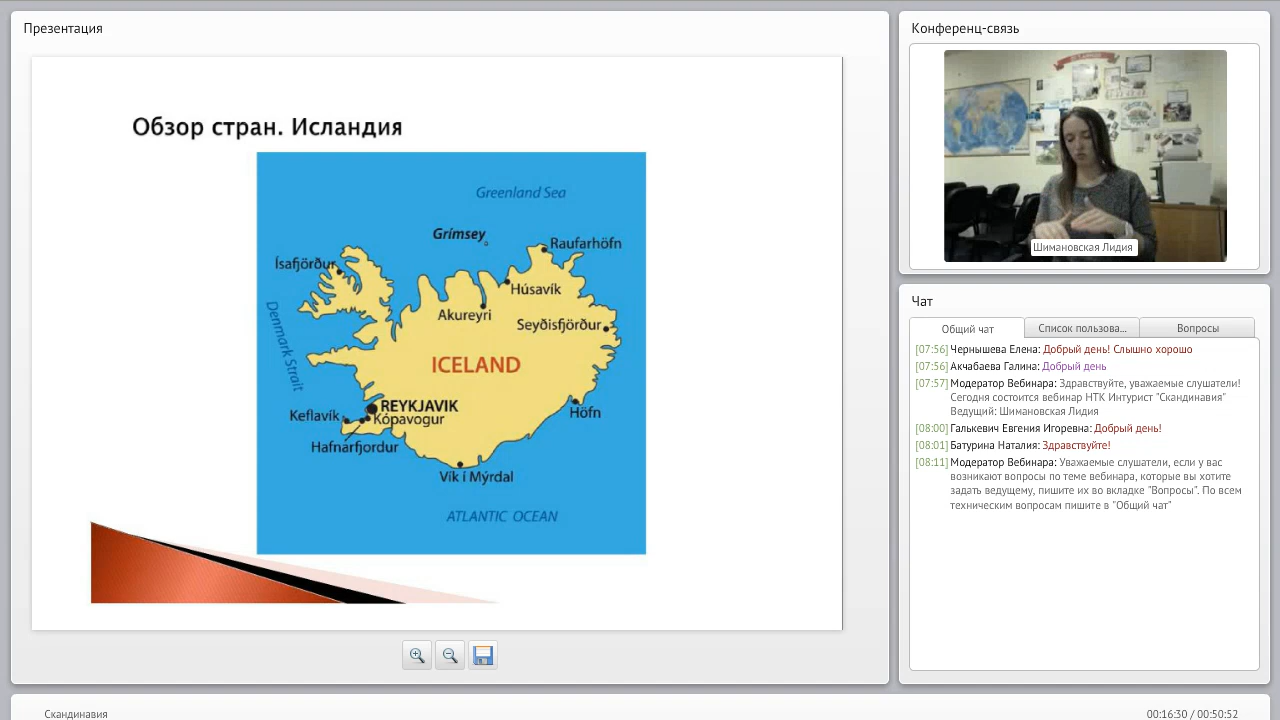 Презентация
Обзор стран. Исландия
Greenland Sea
Grímsey
Raufarhöfn
Ísafjörður
Húsavík
Akureyri
Seyðisfjörður
Denmark Strait
ICELAND
REYKJAVIK
Keflavík
Kópavogur
Höfn
Hafnarfjordur
Vík í Mýrdal
ATLANTIC OCEAN
Конференц-связь
Шимановская Лидия
Чат
Общий чат
Список пользова...
Вопросы
[07:56] Чернышева Елена: Добрый день! Слышно хорошо
[07:56] Акчабаева Галина: Добрый день
[07:57] Модератор Вебинара: Здравствуйте, уважаемые слушатели!
Сегодня состоится вебинар НТК Интурист "Скандинавия"
Ведущий: Шимановская Лидия
[08:00] Галькевич Евгения Игоревна: Добрый день!
[08:01] Батурина Наталия: Здравствуйте!
[08:11] Модератор Вебинара: Уважаемые слушатели, если у вас
возникают вопросы по теме вебинара, которые вы хотите
задать ведущему, пишите их во вкладке "Вопросы". По всем
техническим вопросам пишите в "Общий чат"
Скандинавия
00:16:30 / 00:50:52